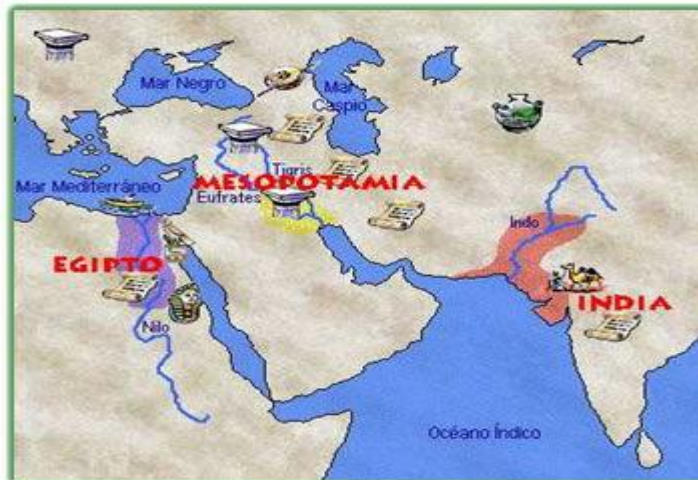 Mar Negro
Mar
Caspio
Tigris
Mar Mediterráneo
MESOPOTAMIA
Eufrates
Indo
EGIPTO
INDIA
Nilo
Océano Índico